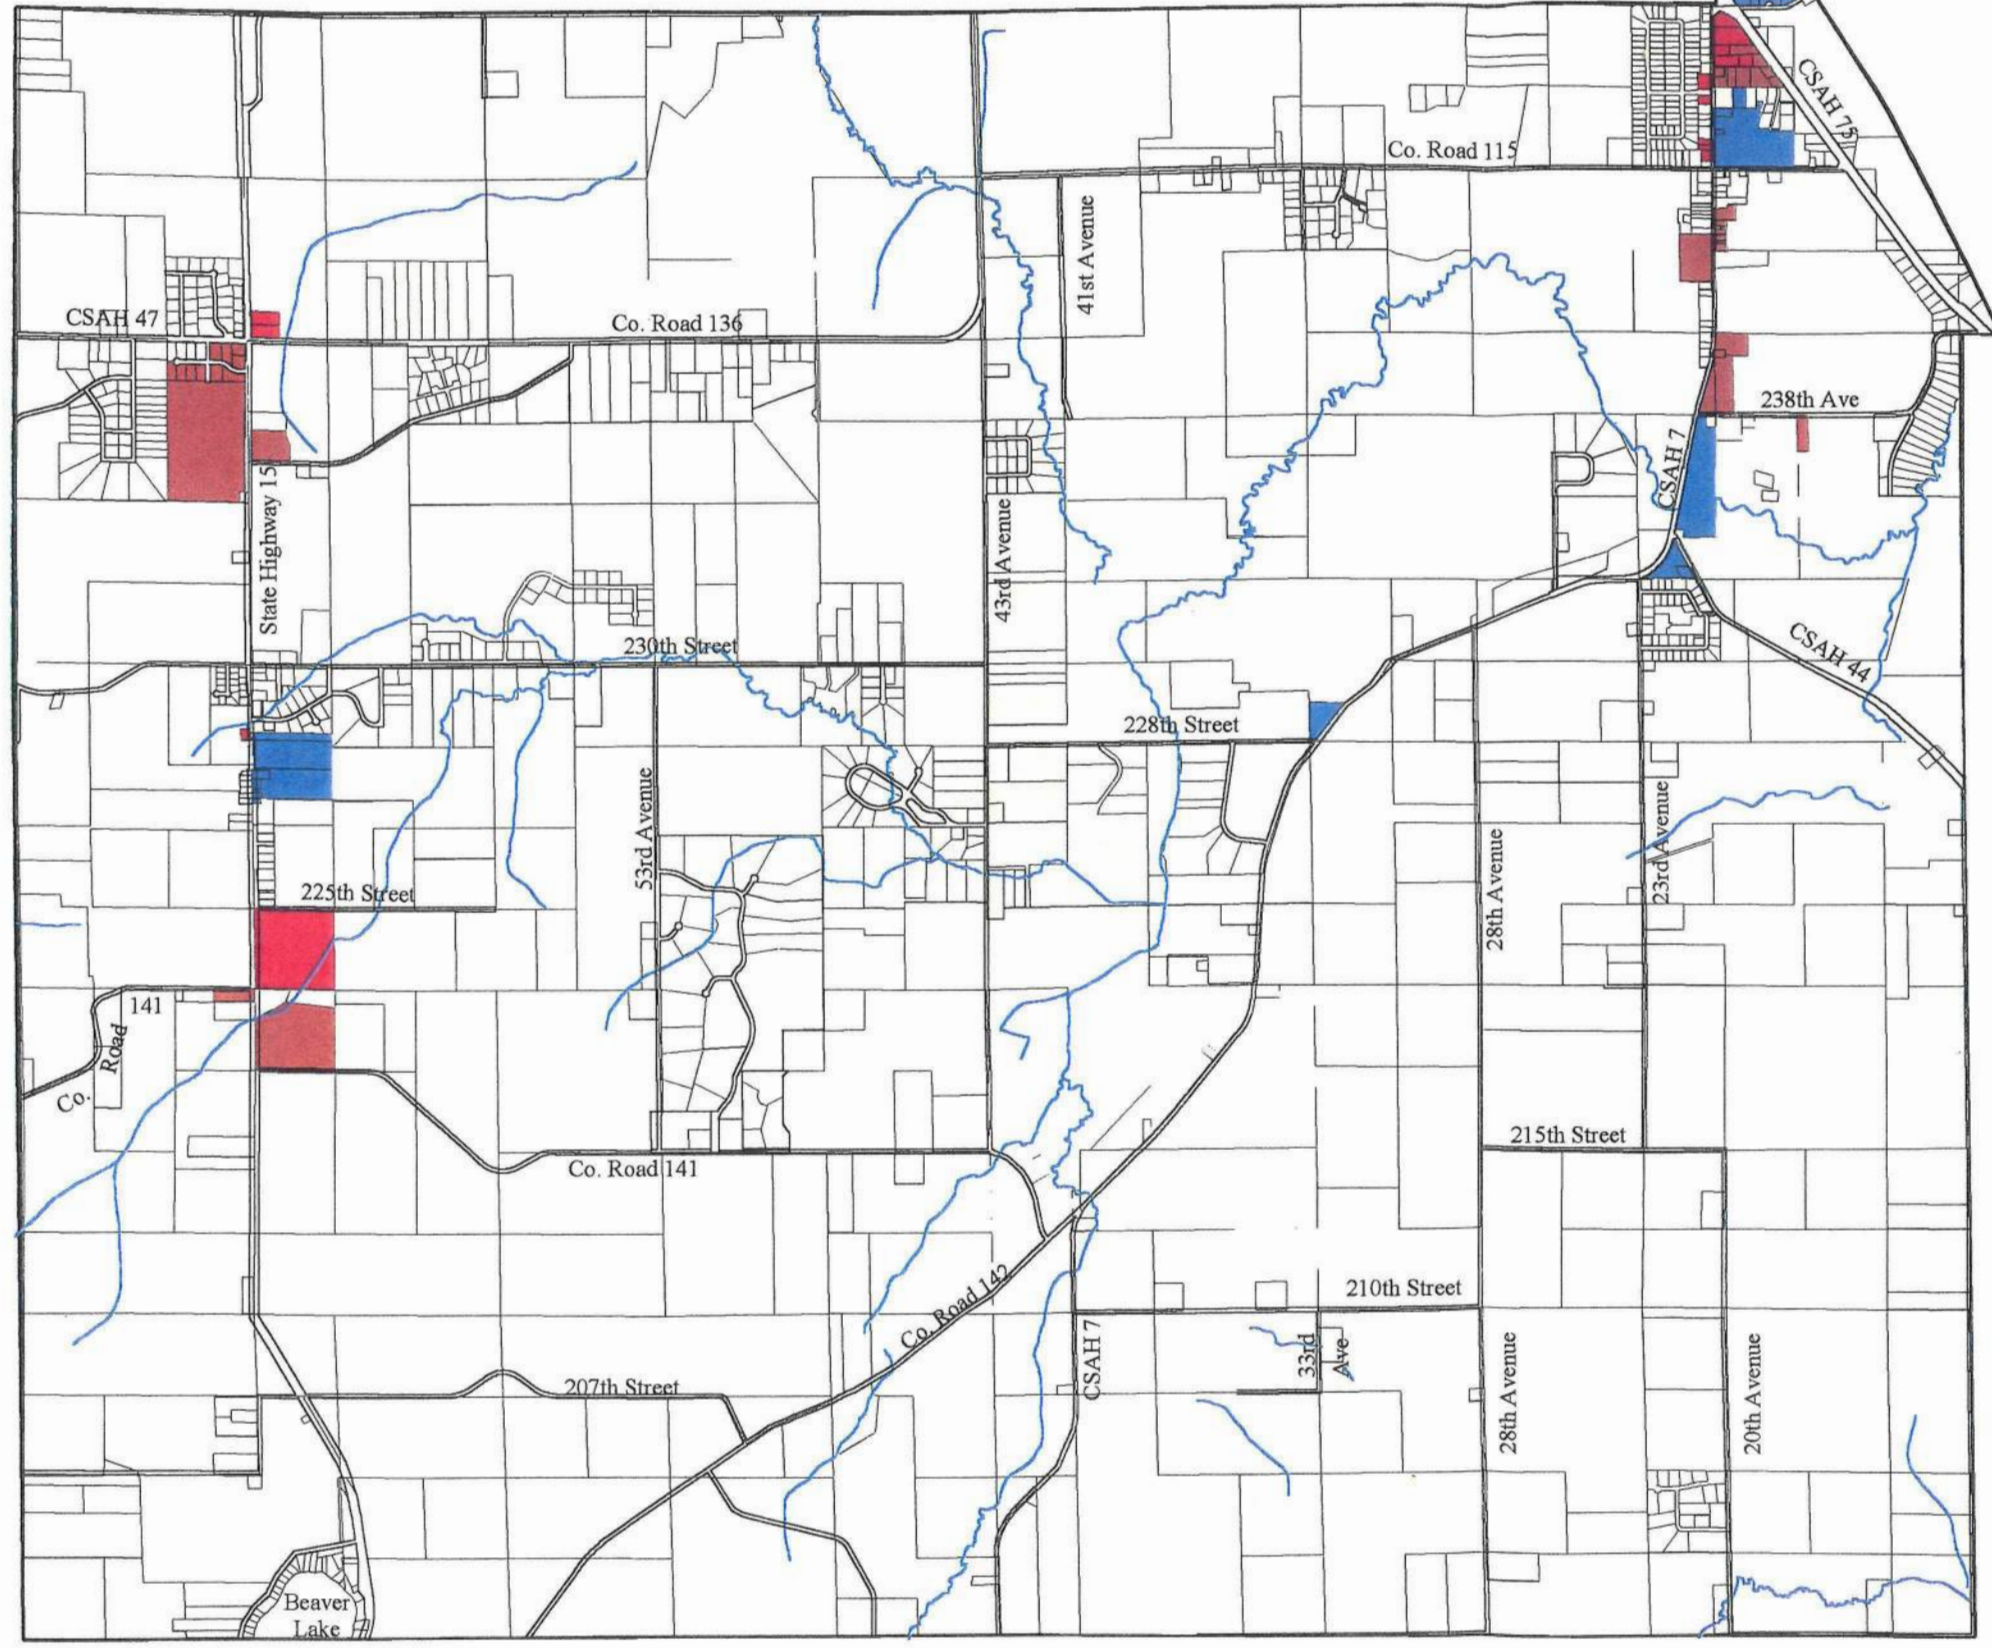 CSAH 75
Co. Road 115
41st Avenue
CSAH 47
Co. Road 136
238th Ave
CSAH 7
State Highway 15
43rd Avenue
230th Street
CSAH 44
228th Street
53rd Avenue
23rd Avenue
28th Avenue
225th Street
141
Road
Co.
215th Street
Co. Road 141
Co. Road 142
210th Street
CSAH 7
33rd
Ave
28th Avenue
20th Avenue
207th Street
Beaver
Lake